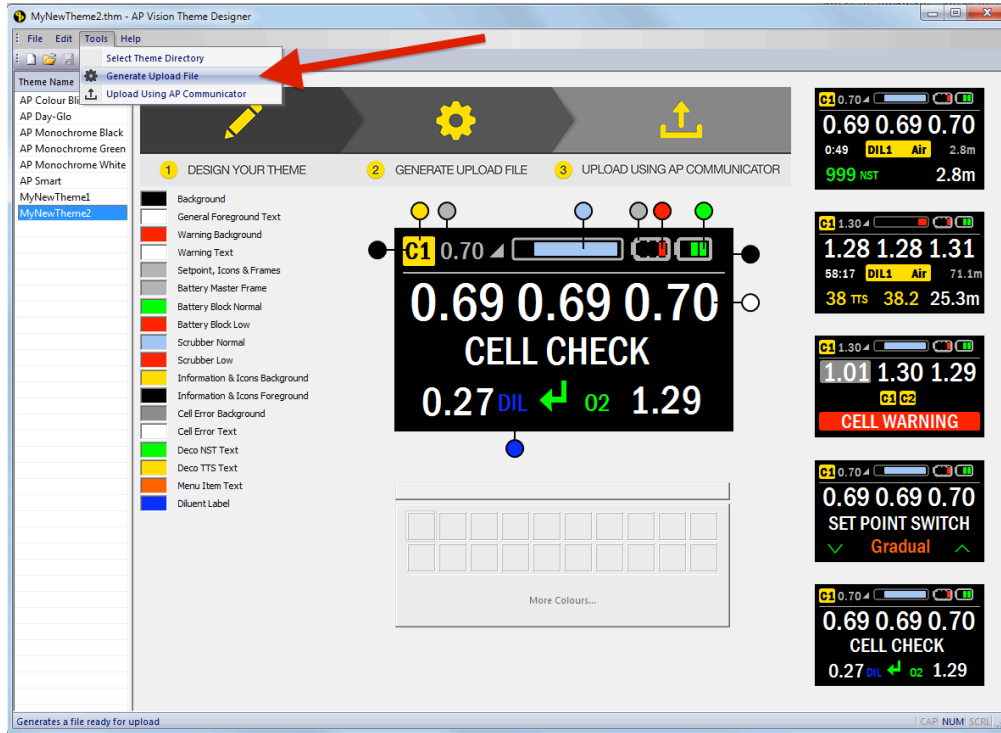 MyNewTheme2.thm - AP Vision Theme Designer
File Edit Tools Help
Select Theme Directory
Generate Upload File
Upload Using AP Communicator
Theme Name
AP Colour Bli
AP Day-Glo
AP Monochrome Black
AP Monochrome Green
AP Monochrome White
AP Smart
MyNewTheme1
MyNewTheme2
1 DESIGN YOUR THEME
2 GENERATE UPLOAD FILE
3 UPLOAD USING AP COMMUNICATOR
Background
General Foreground Text
Warning Background
Warning Text
Setpoint, Icons & Frames
Battery Master Frame
Battery Block Normal
Battery Block Low
Scrubber Normal
Scrubber Low
Information & Icons Background
Information & Icons Foreground
Cell Error Background
Cell Error Text
Deco NST Text
Deco TTS Text
Menu Item Text
Diluent Label
C1 0.70
0.69 0.69 0.70
CELL CHECK
0.27 DIL O2 1.29
More Colours...
C1 0.70
0.69 0.69 0.70
0:49 DIL1 Air 2.8m
999 NST 2.8m
C1 1.30
1.28 1.28 1.31
58:17 DIL1 Air 71.1m
38 TTS 38.2 25.3m
C1 1.30
1.01 1.30 1.29
C1 C2
CELL WARNING
C1 0.70
0.69 0.69 0.70
SET POINT SWITCH
Gradual
C1 0.70
0.69 0.69 0.70
CELL CHECK
0.27 DIL O2 1.29
Generates a file ready for upload
CAP NUM SCRL